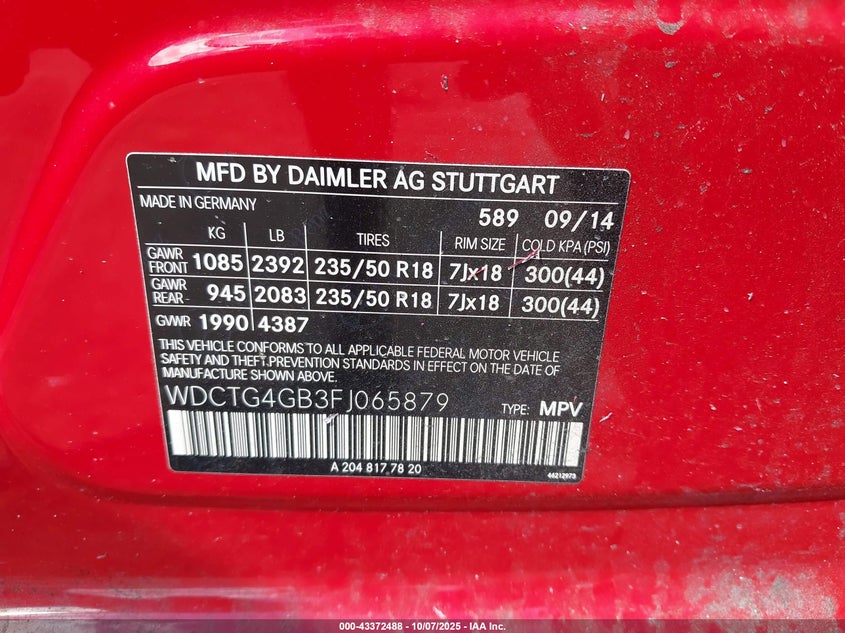 MFD BY DAIMLER AG STUTTGART
MADE IN GERMANY 589 09/14
KG LB TIRES RIM SIZE COLD KPA (PSI)
GAWR FRONT 1085 2392 235/50 R18 7Jx18 300(44)
GAWR REAR 945 2083 235/50 R18 7Jx18 300(44)
GVWR 1990 4387
THIS VEHICLE CONFORMS TO ALL APPLICABLE FEDERAL MOTOR VEHICLE
SAFETY AND THEFT.PREVENTION STANDARDS IN EFFECT ON THE DATE OF
MANUFACTURE SHOWN ABOVE.
WDCTG4GB3FJ065879 TYPE: MPV
A 204 817 78 20 46212973
000-43372488 - 10/07/2025 - IAA Inc.